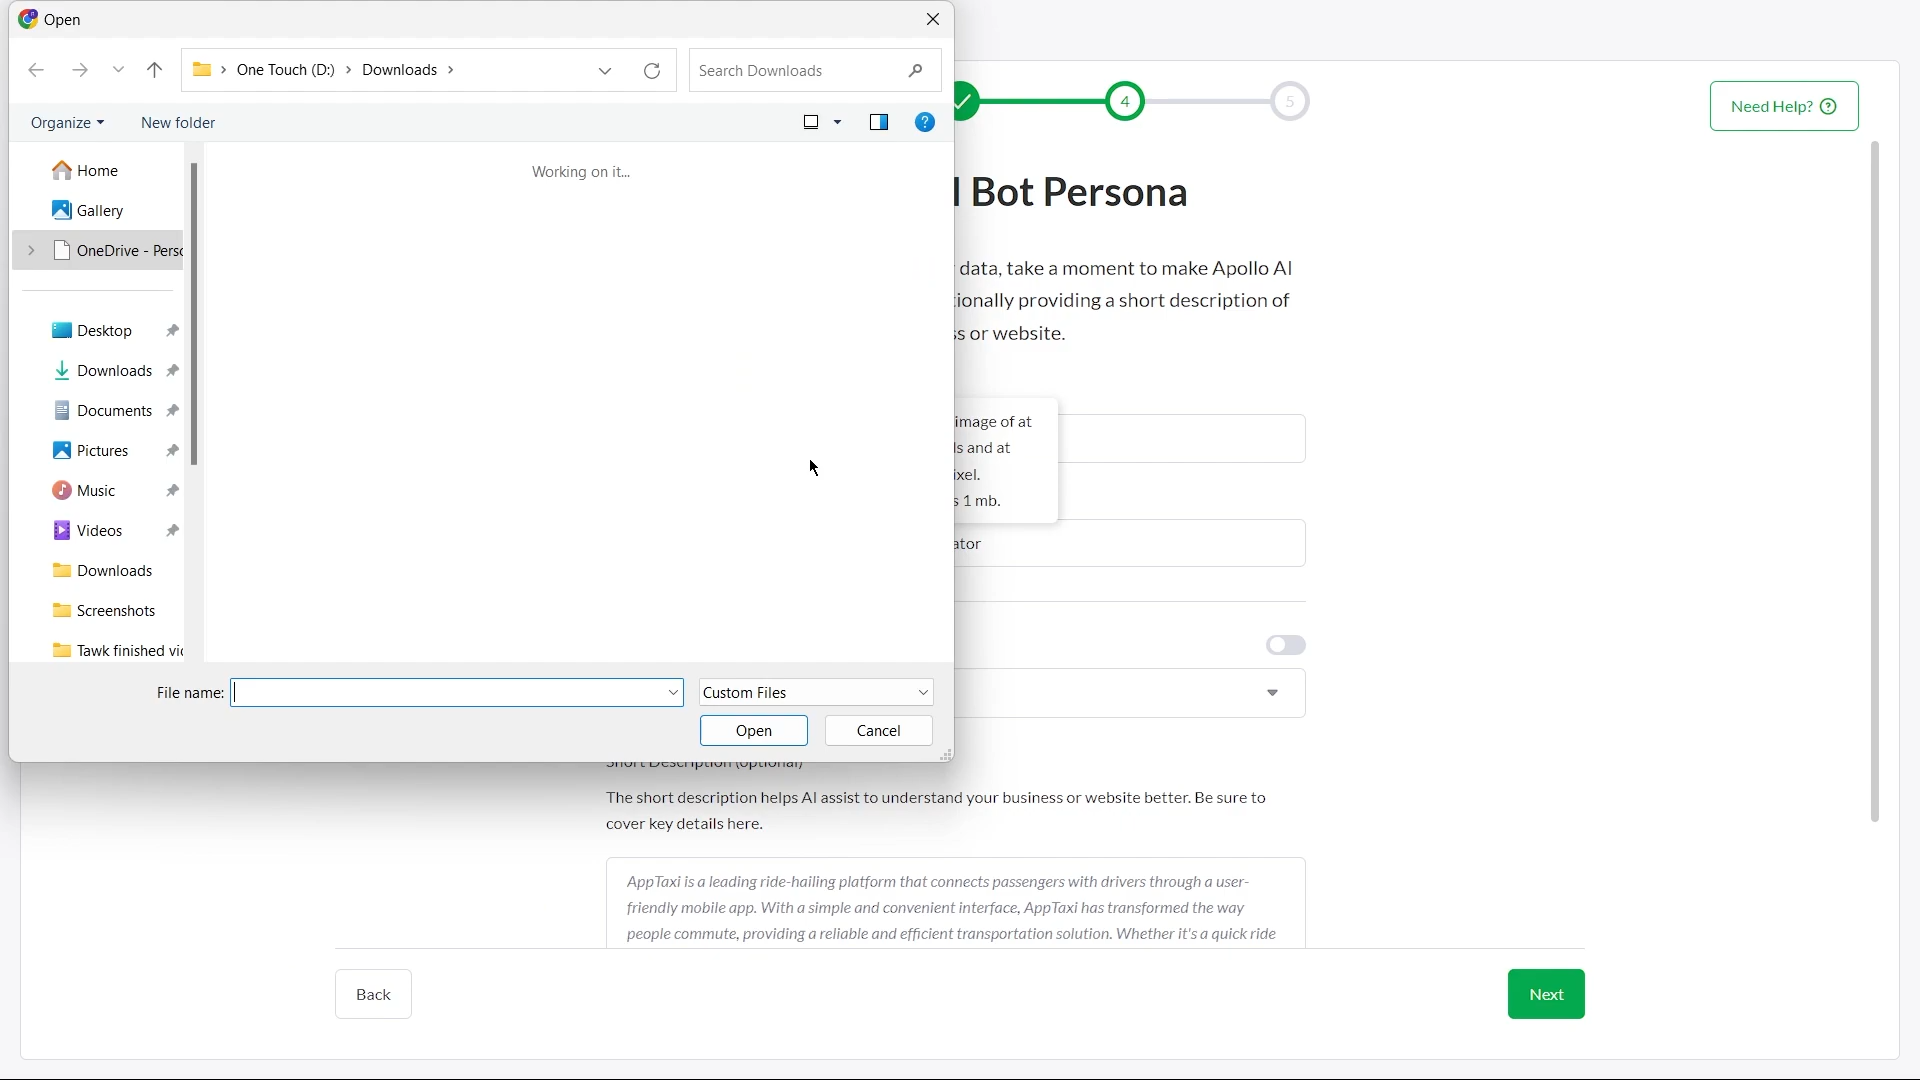 Open
One Touch (D:) > Downloads >
Search Downloads
Organize
New folder
?
Working on it...
Home
Gallery
OneDrive - Perso
Desktop
Downloads
Documents
Pictures
Music
Videos
Downloads
Screenshots
Tawk finished vi
File name:
Custom Files
Open
Cancel
4
5
Need Help? ?
Bot Persona
data, take a moment to make Apollo AI
ionally providing a short description of
ss or website.
image of at
ls and at
ixel.
s 1 mb.
ator
Short Description (optional)
The short description helps AI assist to understand your business or website better. Be sure to
cover key details here.
AppTaxi is a leading ride-hailing platform that connects passengers with drivers through a user-
friendly mobile app. With a simple and convenient interface, AppTaxi has transformed the way
people commute, providing a reliable and efficient transportation solution. Whether it's a quick ride
Back
Next